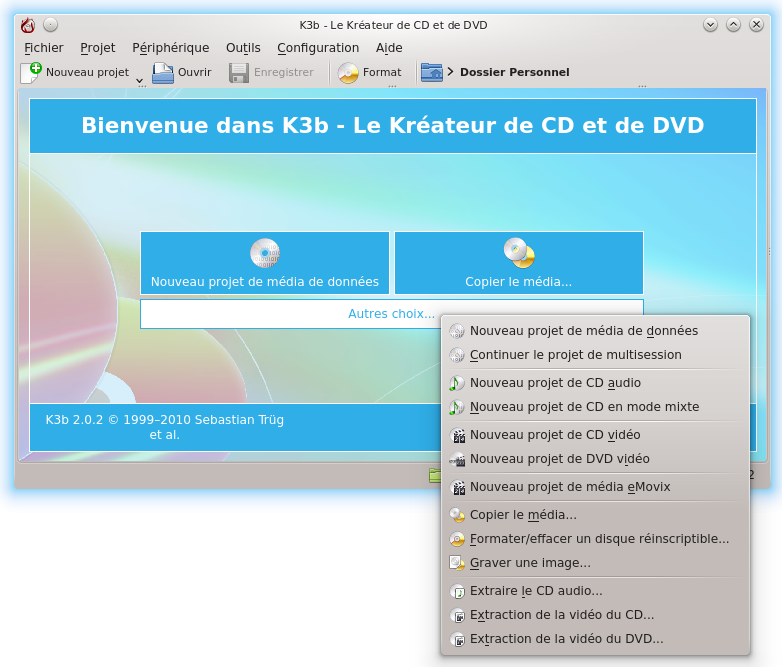 K3b - Le Kréateur de CD et de DVD
Fichier Projet Périphérique Outils Configuration Aide
Nouveau projet Ouvrir Enregistrer Format > Dossier Personnel
Bienvenue dans K3b - Le Kréateur de CD et de DVD
Nouveau projet de média de données Copier le média...
Autres choix...
K3b 2.0.2 © 1999–2010 Sebastian Trüg
et al.
2
Nouveau projet de média de données
Continuer le projet de multisession
Nouveau projet de CD audio
Nouveau projet de CD en mode mixte
Nouveau projet de CD vidéo
Nouveau projet de DVD vidéo
Nouveau projet de média eMovix
Copier le média...
Formater/effacer un disque réinscriptible...
Graver une image...
Extraire le CD audio...
Extraction de la vidéo du CD...
Extraction de la vidéo du DVD...